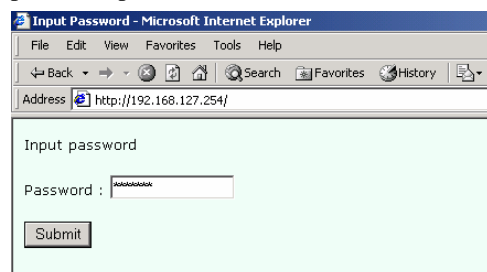 Input Password - Microsoft Internet Explorer
File Edit View Favorites Tools Help
Back Search Favorites History
Address http://192.168.127.254/
Input password
Password : ********
Submit